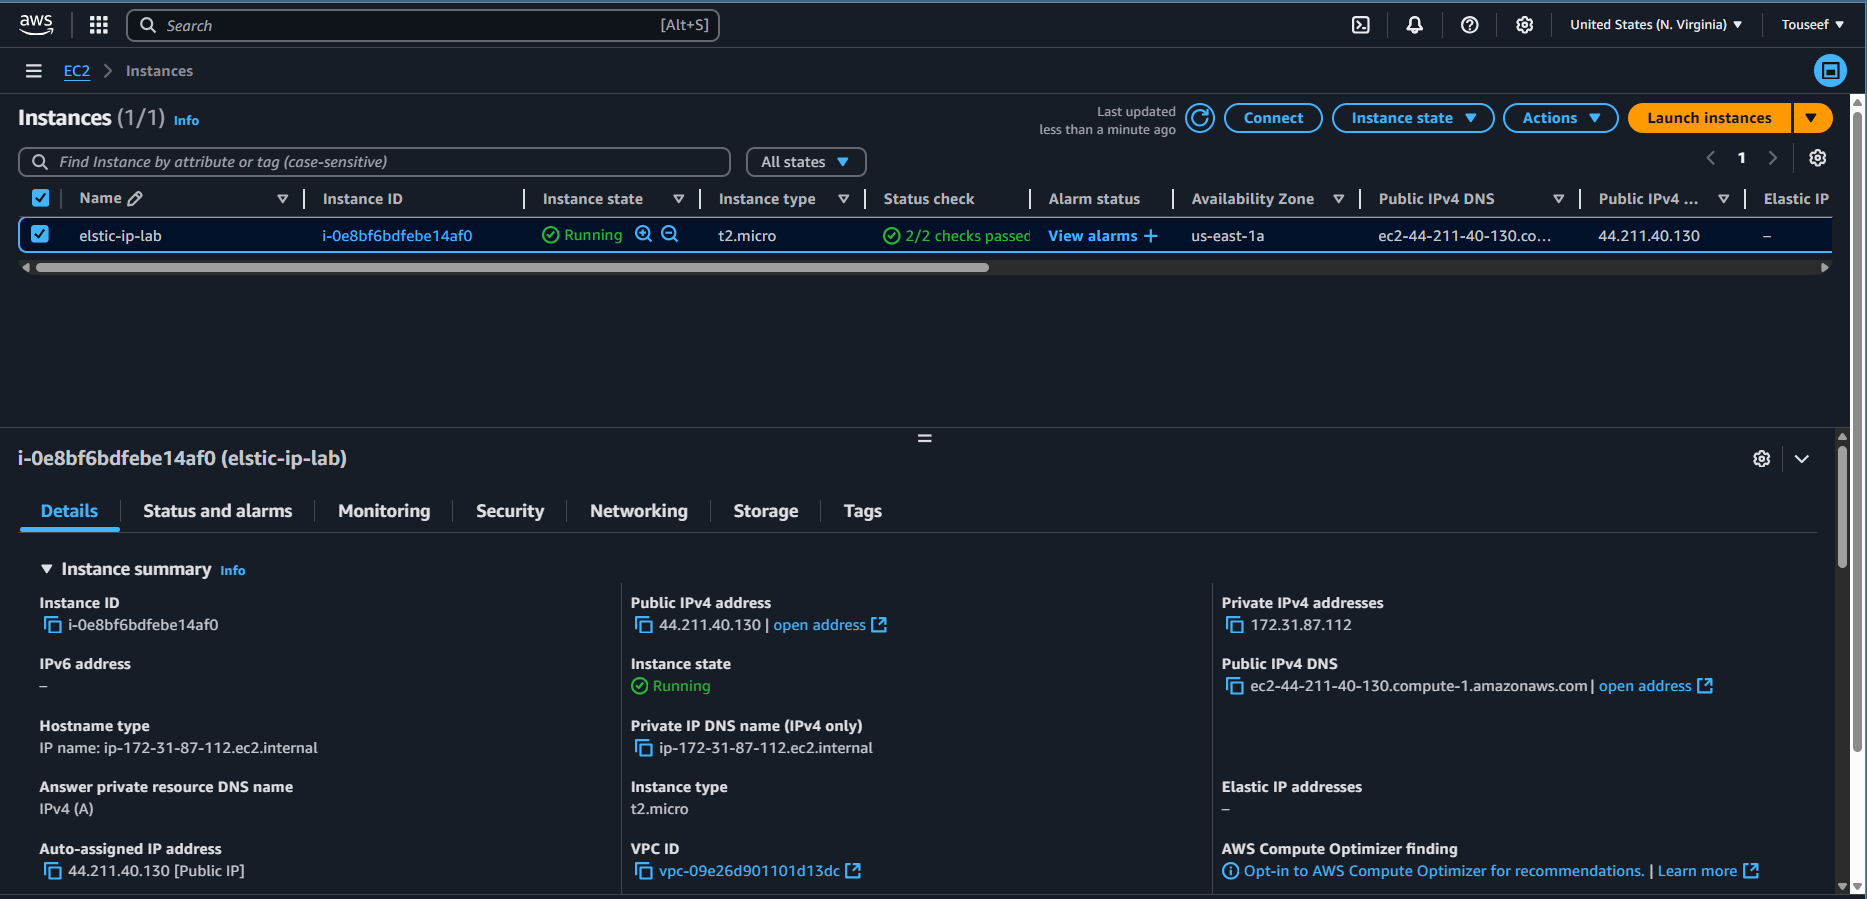 aws
Search [Alt+S]
United States (N. Virginia) Touseef
EC2 Instances
Instances (1/1) Info
Last updated
less than a minute ago
Connect Instance state Actions Launch instances
Find Instance by attribute or tag (case-sensitive) All states 1
Name Instance ID Instance state Instance type Status check Alarm status Availability Zone Public IPv4 DNS Public IPv4 ... Elastic IP
elstic-ip-lab i-0e8bf6bdfebe14af0 Running t2.micro 2/2 checks passed View alarms + us-east-1a ec2-44-211-40-130.co... 44.211.40.130 –
i-0e8bf6bdfebe14af0 (elstic-ip-lab)
Details Status and alarms Monitoring Security Networking Storage Tags
Instance summary Info
Instance ID
i-0e8bf6bdfebe14af0
Public IPv4 address
44.211.40.130 | open address
Private IPv4 addresses
172.31.87.112
IPv6 address
–
Instance state
Running
Public IPv4 DNS
ec2-44-211-40-130.compute-1.amazonaws.com | open address
Hostname type
IP name: ip-172-31-87-112.ec2.internal
Private IP DNS name (IPv4 only)
ip-172-31-87-112.ec2.internal
Answer private resource DNS name
IPv4 (A)
Instance type
t2.micro
Elastic IP addresses
–
Auto-assigned IP address
44.211.40.130 [Public IP]
VPC ID
vpc-09e26d901101d13dc
AWS Compute Optimizer finding
Opt-in to AWS Compute Optimizer for recommendations. | Learn more